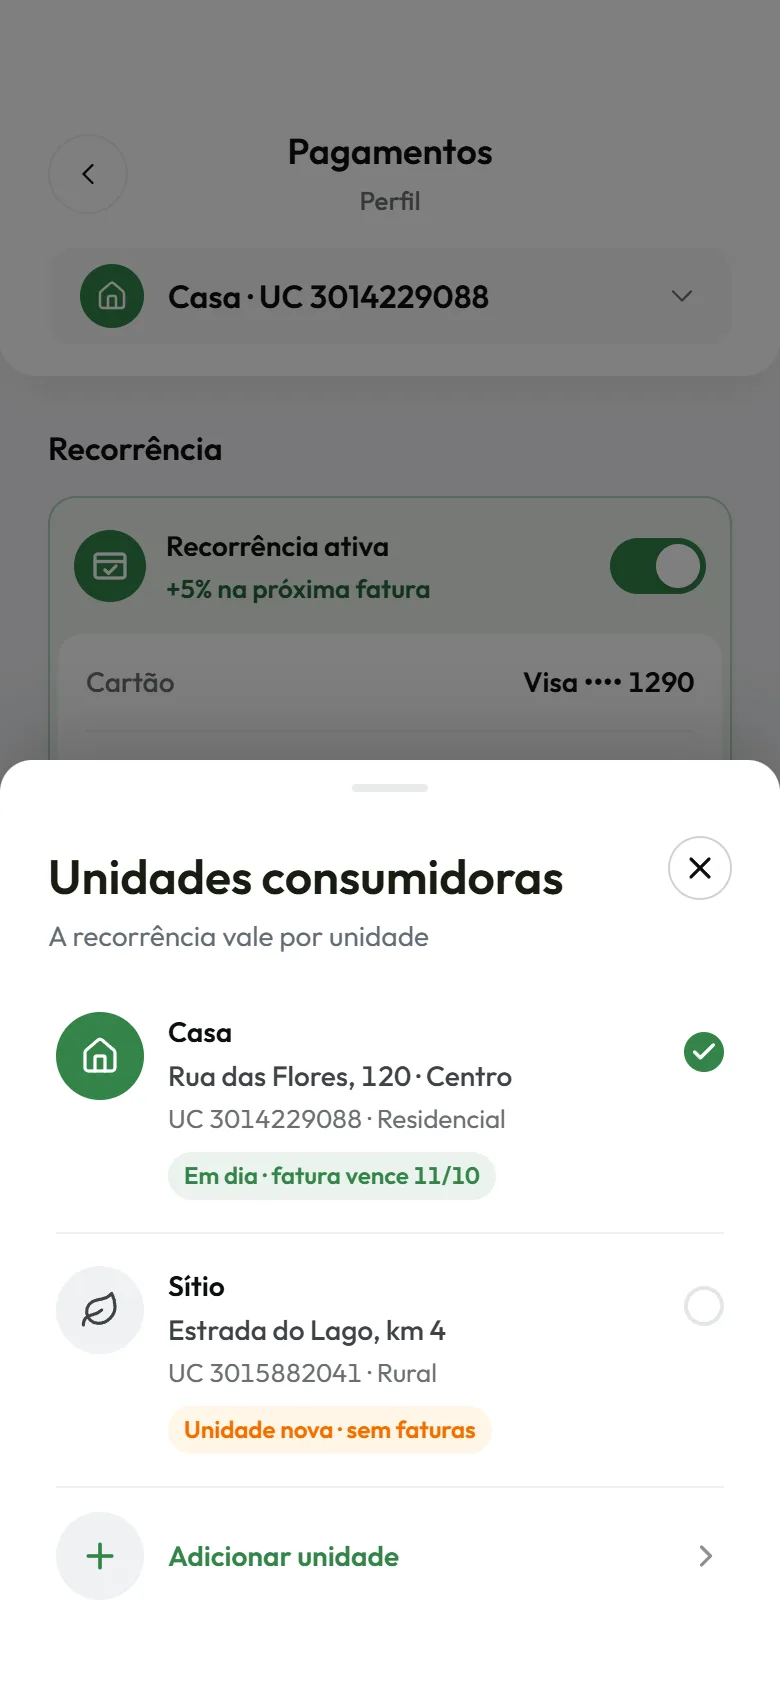 Pagamentos
Perfil
Casa · UC 3014229088
Recorrência
Recorrência ativa
+5% na próxima fatura
Cartão
Visa •••• 1290
Unidades consumidoras
A recorrência vale por unidade
Casa
Rua das Flores, 120 · Centro
UC 3014229088 · Residencial
Em dia · fatura vence 11/10
Sítio
Estrada do Lago, km 4
UC 3015882041 · Rural
Unidade nova · sem faturas
Adicionar unidade